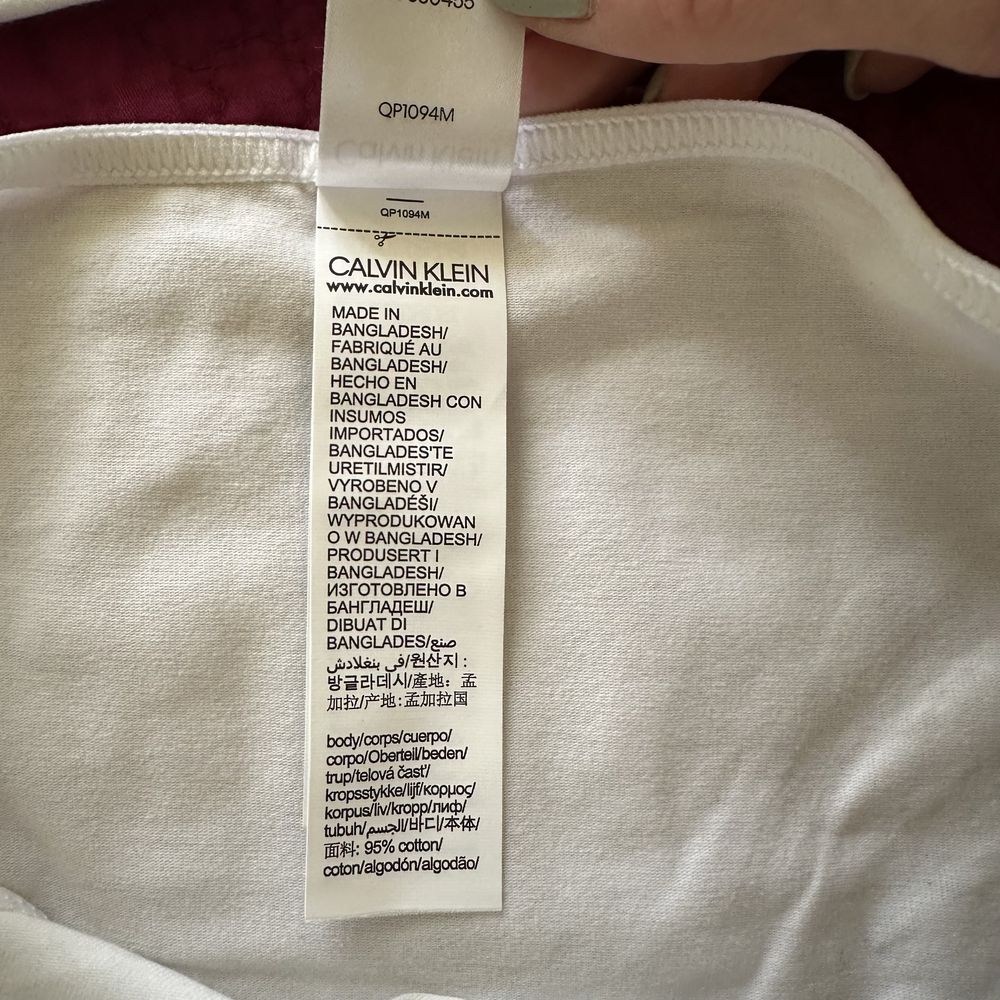 QP1094M
QP1094M
CALVIN KLEIN
www.calvinklein.com
MADE IN
BANGLADESH/
FABRIQUÉ AU
BANGLADESH/
HECHO EN
BANGLADESH CON
INSUMOS
IMPORTADOS/
BANGLADES'TE
URETILMISTIR/
VYROBENO V
BANGLADÉŠI/
WYPRODUKOWAN
O W BANGLADESH/
PRODUSERT I
BANGLADESH/
ИЗГОТОВЛЕНО В
БАНГЛАДЕШ/
DIBUAT DI
BANGLADES/صنع
في بنغلادش/원산지 :
방글라데시/產地： 孟
加拉/产地:孟加拉国
body/corps/cuerpo/
corpo/Oberteil/beden/
trup/telová časť/
kropsstykke/lijf/κορμος/
korpus/liv/kropp/лиф/
tubuh/الجسم/바디/本体/
面料: 95% cotton/
coton/algodón/algodão/